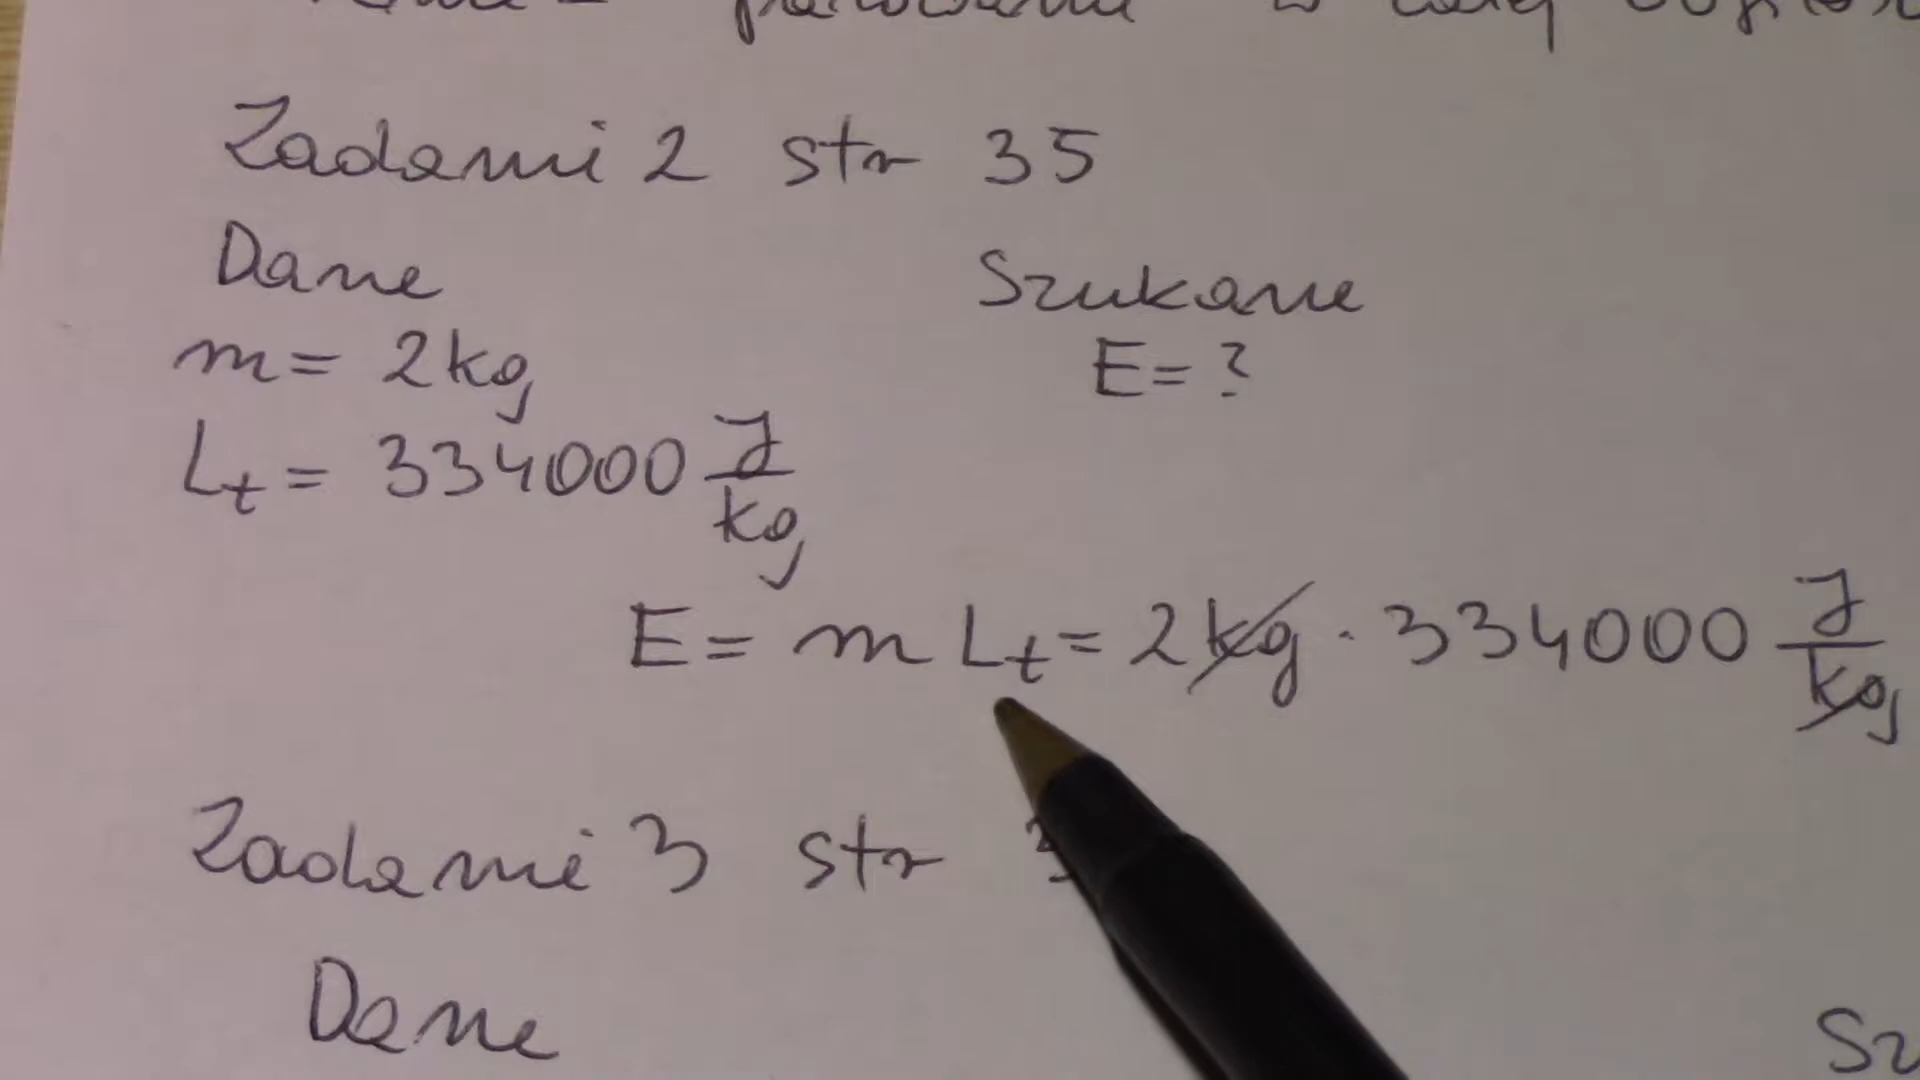 w
Zadanie 2 str 35
Dane Szukane
m = 2kg E = ?
Lt = 334000 J/kg
E = m Lt = 2kg · 334000 J/kg
Zadanie 3 str
Dane